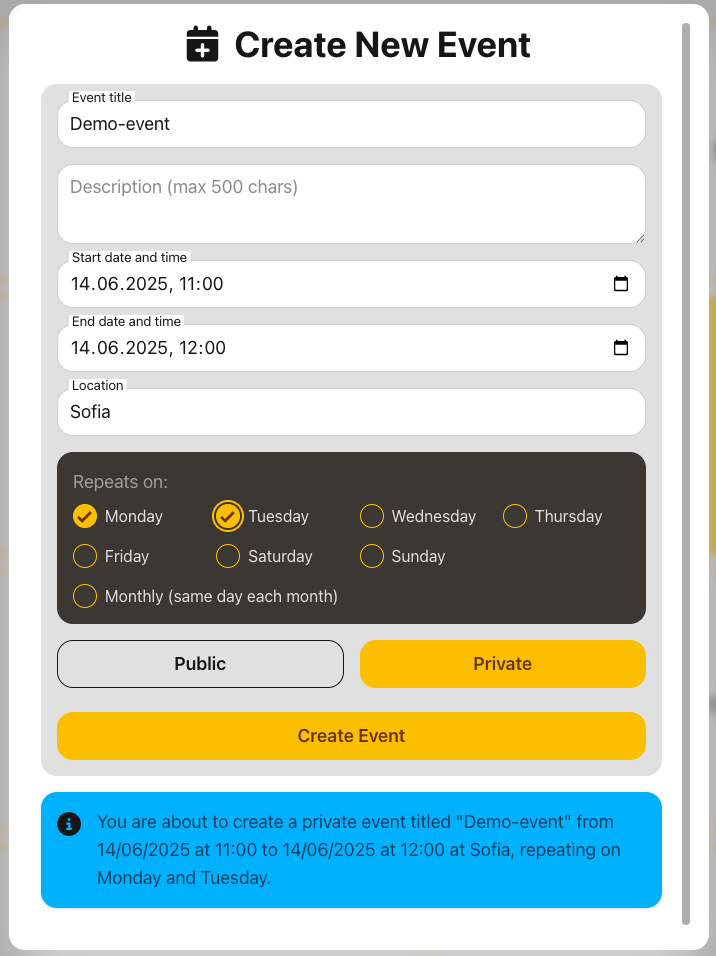 Create New Event
Event title
Demo-event
Description (max 500 chars)
Start date and time
14.06.2025, 11:00
End date and time
14.06.2025, 12:00
Location
Sofia
Repeats on:
Monday Tuesday Wednesday Thursday
Friday Saturday Sunday
Monthly (same day each month)
Public Private
Create Event
You are about to create a private event titled "Demo-event" from
14/06/2025 at 11:00 to 14/06/2025 at 12:00 at Sofia, repeating on
Monday and Tuesday.